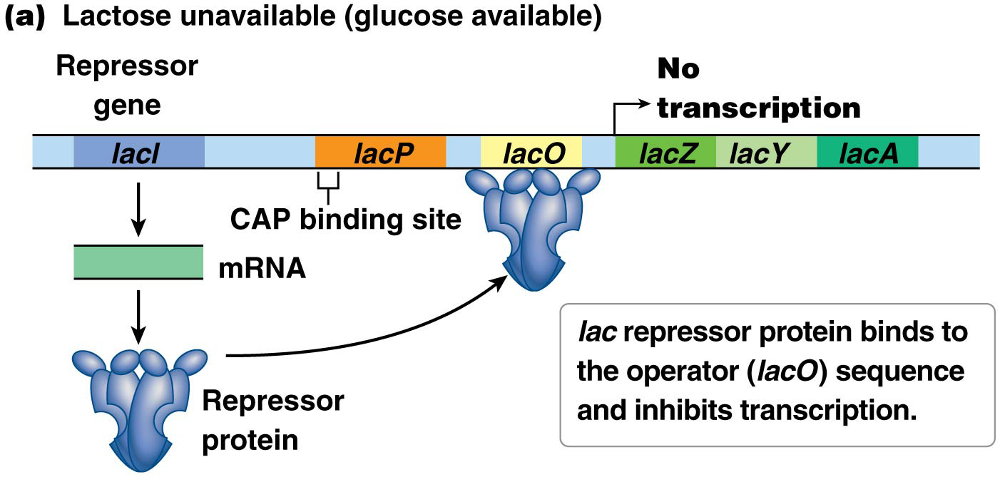 (a) Lactose unavailable (glucose available)
Repressor
gene
No
transcription
lacI
lacP
lacO
lacZ
lacY
lacA
CAP binding site
mRNA
Repressor
protein
lac repressor protein binds to
the operator (lacO) sequence
and inhibits transcription.